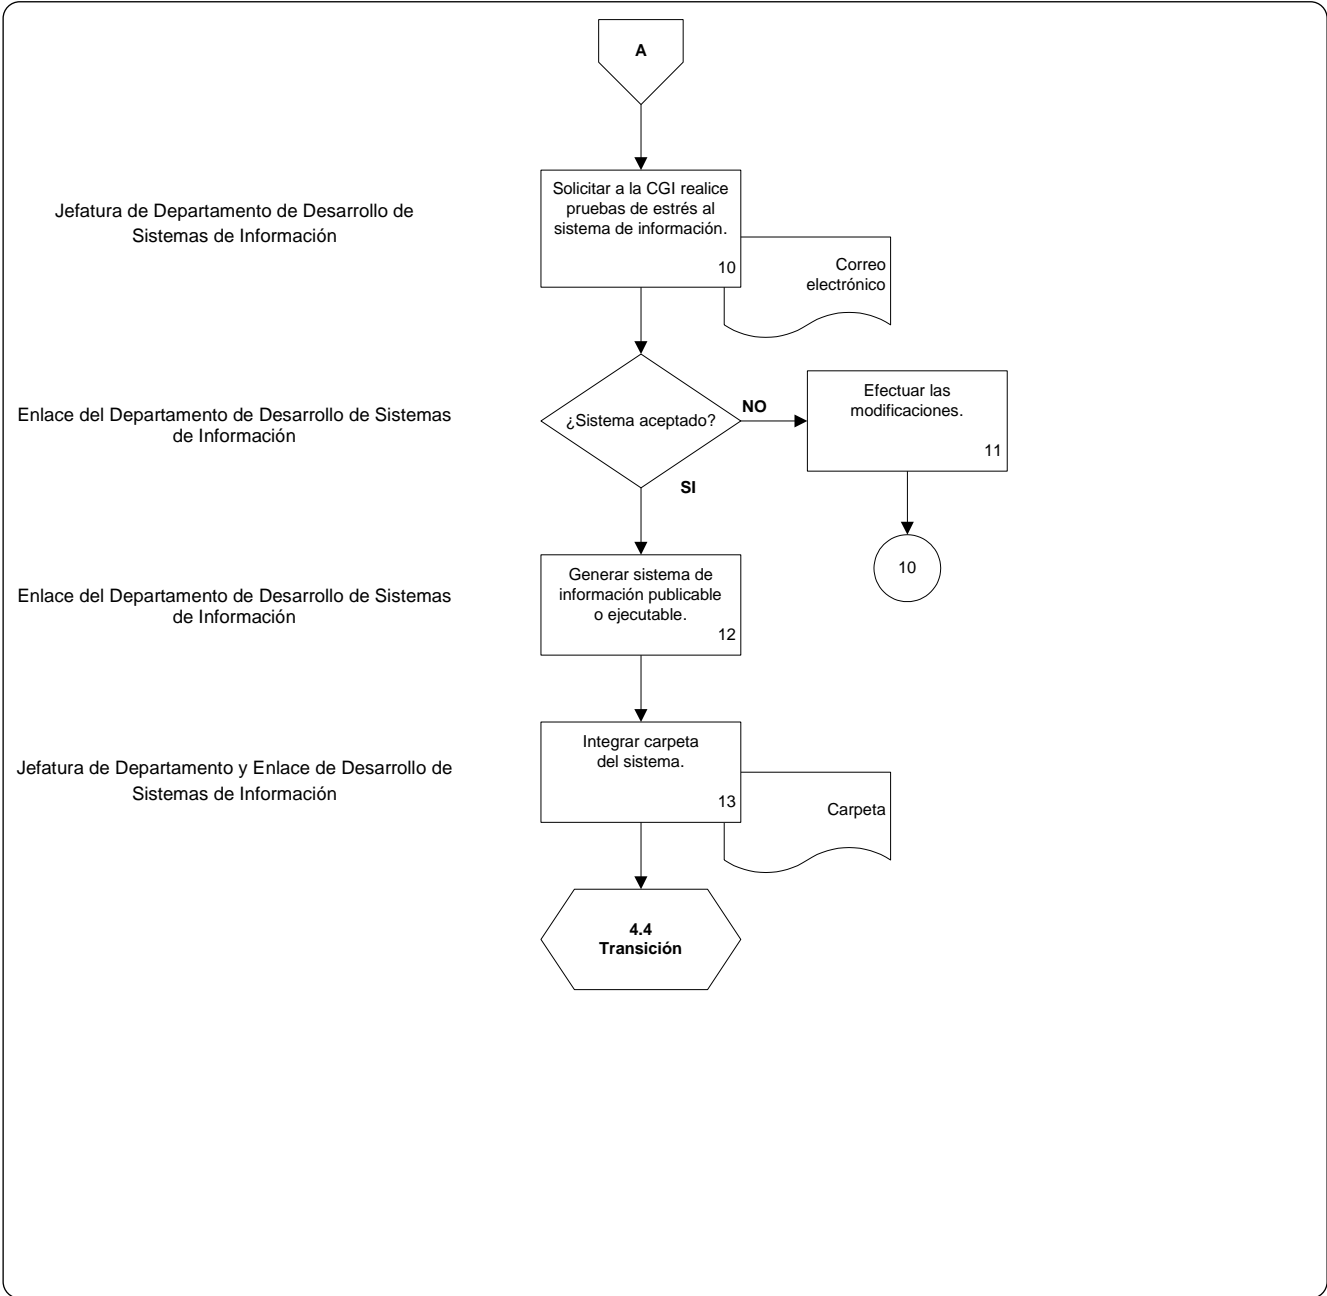 A
Jefatura de Departamento de Desarrollo de
Sistemas de Información
Solicitar a la CGI realice
pruebas de estrés al
sistema de información.
10
Correo
electrónico
Enlace del Departamento de Desarrollo de Sistemas
de Información
¿Sistema aceptado?
NO
SI
Efectuar las
modificaciones.
11
10
Enlace del Departamento de Desarrollo de Sistemas
de Información
Generar sistema de
información publicable
o ejecutable.
12
Jefatura de Departamento y Enlace de Desarrollo de
Sistemas de Información
Integrar carpeta
del sistema.
13
Carpeta
4.4
Transición